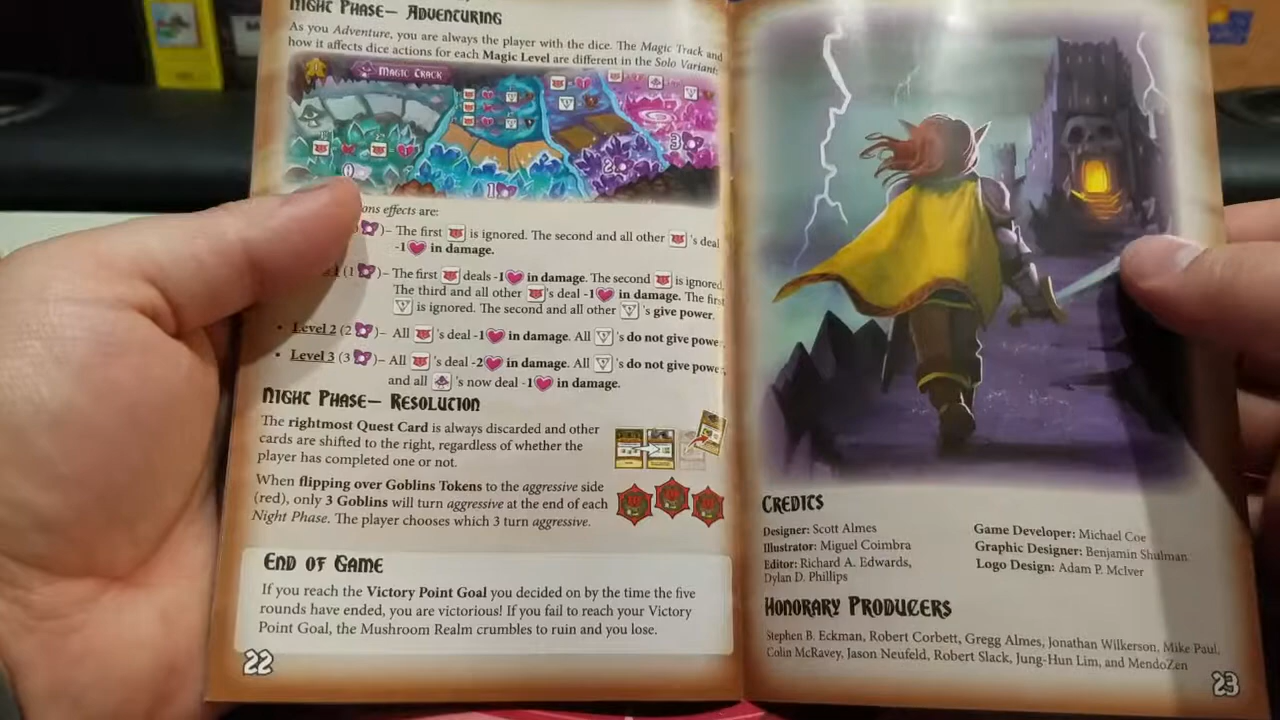 Night Phase— Adventuring
As you Adventure, you are always the player with the dice. The Magic Track and
how it affects dice actions for each Magic Level are different in the Solo Variant:
Magic Track
0
1
2
3
effects are:
– The first is ignored. The second and all other 's deal
-1 in damage.
(1 )– The first deals -1 in damage. The second is ignored.
The third and all other 's deal -1 in damage. The first
is ignored. The second and all other 's give power.
• Level 2 (2 )– All 's deal -1 in damage. All 's do not give power
• Level 3 (3 )– All 's deal -2 in damage. All 's do not give power,
and all 's now deal -1 in damage.
Night Phase— Resolution
The rightmost Quest Card is always discarded and other
cards are shifted to the right, regardless of whether the
player has completed one or not.
When flipping over Goblins Tokens to the aggressive side
(red), only 3 Goblins will turn aggressive at the end of each
Night Phase. The player chooses which 3 turn aggressive.
End of Game
If you reach the Victory Point Goal you decided on by the time the five
rounds have ended, you are victorious! If you fail to reach your Victory
Point Goal, the Mushroom Realm crumbles to ruin and you lose.
22
Credits
Designer: Scott Almes
Illustrator: Miguel Coimbra
Editor: Richard A. Edwards,
Dylan D. Phillips
Game Developer: Michael Coe
Graphic Designer: Benjamin Shulman
Logo Design: Adam P. McIver
Honorary Producers
Stephen B. Eckman, Robert Corbett, Gregg Almes, Jonathan Wilkerson, Mike Paul,
Colin McRavey, Jason Neufeld, Robert Slack, Jung-Hun Lim, and MendoZen
23